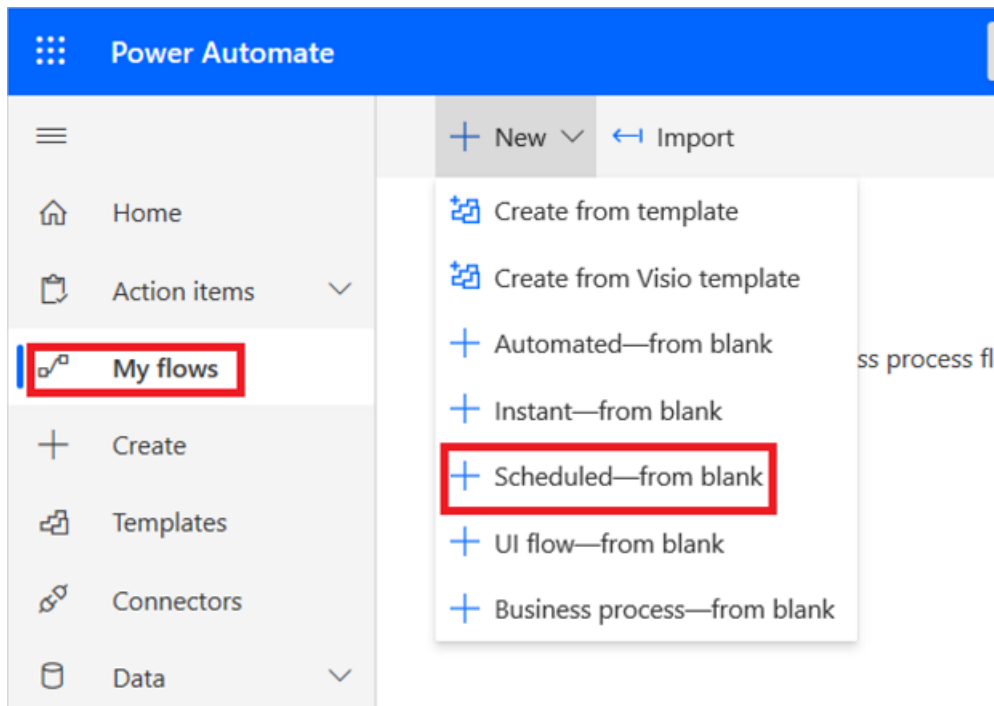 Power Automate
New
Import
Home
Action items
My flows
Create
Templates
Connectors
Data
Create from template
Create from Visio template
Automated—from blank
Instant—from blank
Scheduled—from blank
UI flow—from blank
Business process—from blank
ss process fl